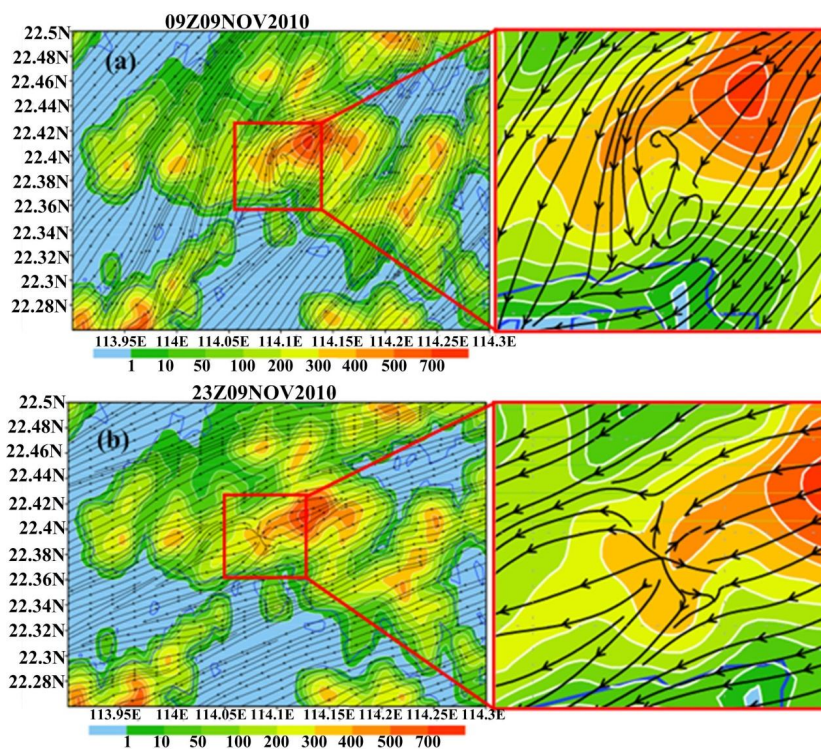 09Z09NOV2010
(a)
22.5N
22.48N
22.46N
22.44N
22.42N
22.4N
22.38N
22.36N
22.34N
22.32N
22.3N
22.28N
113.95E 114E 114.05E 114.1E 114.15E 114.2E 114.25E 114.3E
1 10 50 100 200 300 400 500 700
23Z09NOV2010
(b)
22.5N
22.48N
22.46N
22.44N
22.42N
22.4N
22.38N
22.36N
22.34N
22.32N
22.3N
22.28N
113.95E 114E 114.05E 114.1E 114.15E 114.2E 114.25E 114.3E
1 10 50 100 200 300 400 500 700